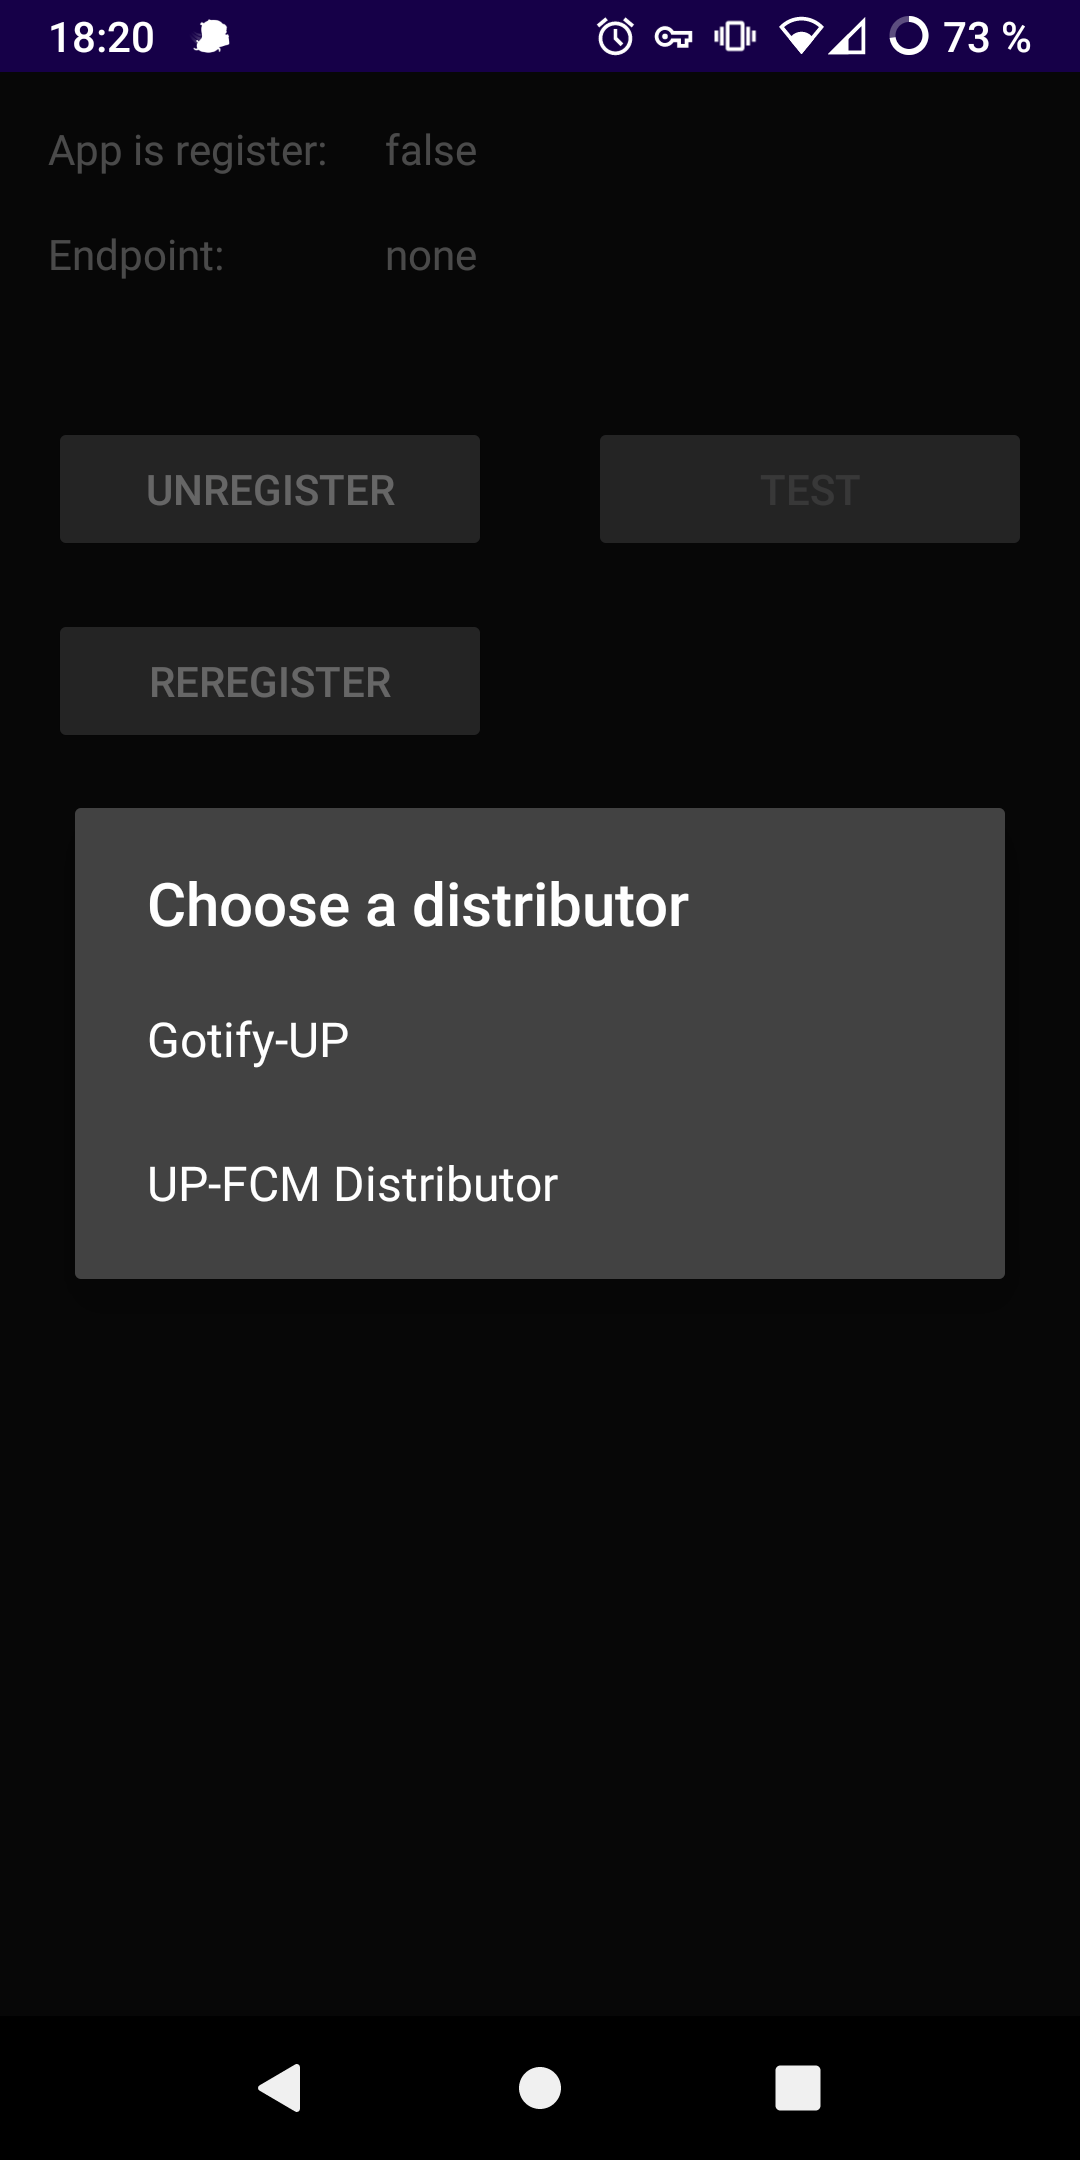 18:20 73 %
App is register: false
Endpoint: none
UNREGISTER TEST
REREGISTER
Choose a distributor
Gotify-UP
UP-FCM Distributor